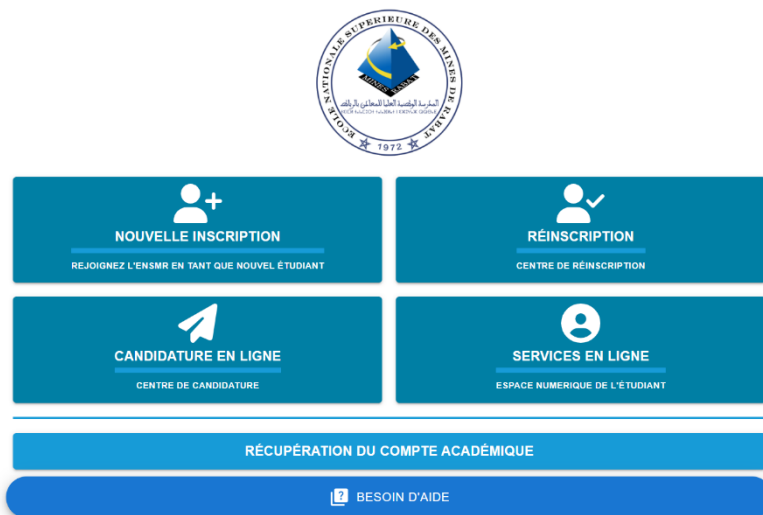 ECOLE NATIONALE SUPERIEURE DES MINES DE RABAT
MINES RABAT
1972
NOUVELLE INSCRIPTION
REJOIGNEZ L'ENSMR EN TANT QUE NOUVEL ÉTUDIANT
RÉINSCRIPTION
CENTRE DE RÉINSCRIPTION
CANDIDATURE EN LIGNE
CENTRE DE CANDIDATURE
SERVICES EN LIGNE
ESPACE NUMERIQUE DE L'ÉTUDIANT
RÉCUPÉRATION DU COMPTE ACADÉMIQUE
BESOIN D'AIDE